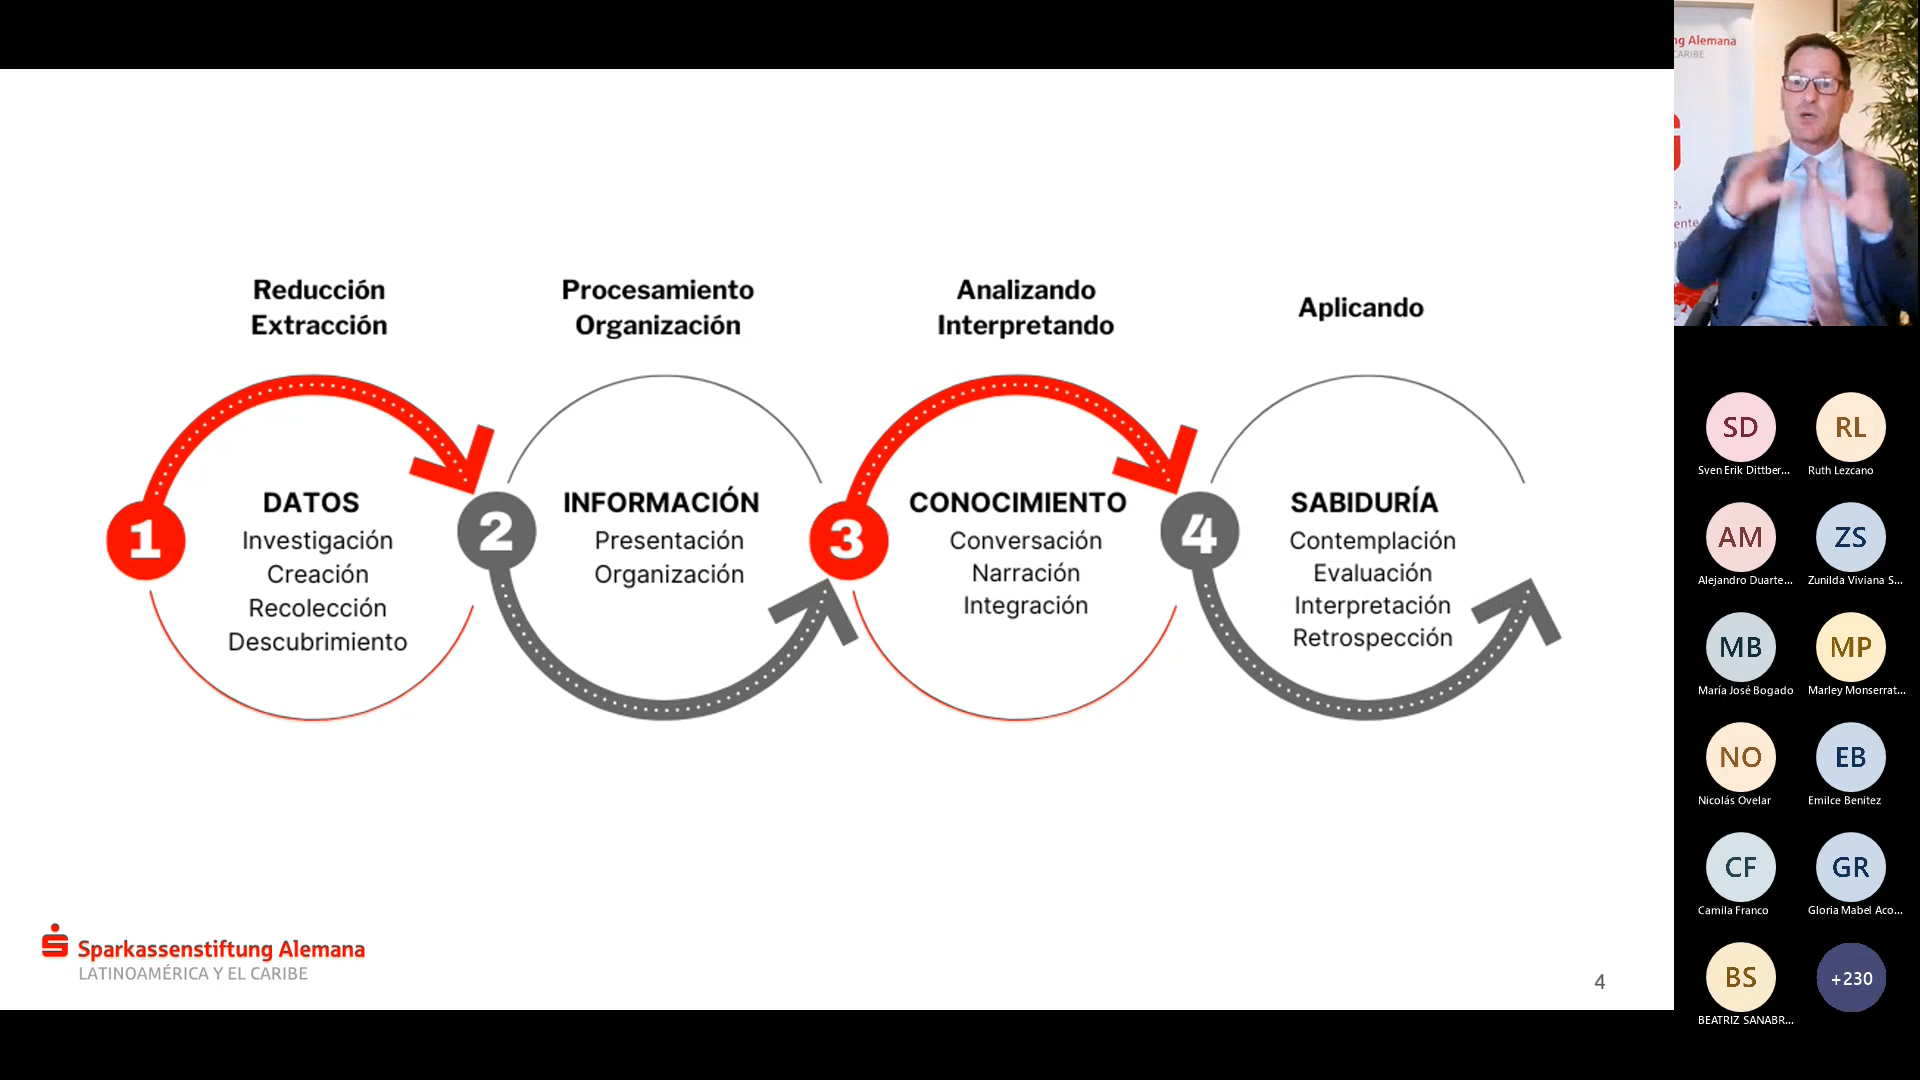 Reducción
Extracción
Procesamiento
Organización
Analizando
Interpretando
Aplicando
1
DATOS
Investigación
Creación
Recolección
Descubrimiento
2
INFORMACIÓN
Presentación
Organización
3
CONOCIMIENTO
Conversación
Narración
Integración
4
SABIDURÍA
Contemplación
Evaluación
Interpretación
Retrospección
Sparkassenstiftung Alemana
LATINOAMÉRICA Y EL CARIBE
4
Alemana
CARIBE
SD
Sven Erik Dittber...
RL
Ruth Lezcano
AM
Alejandro Duarte...
ZS
Zunilda Viviana S...
MB
María José Bogado
MP
Marley Monserrat...
NO
Nicolás Ovelar
EB
Emilce Benitez
CF
Camila Franco
GR
Gloria Mabel Aco...
BS
BEATRIZ SANABR...
+230